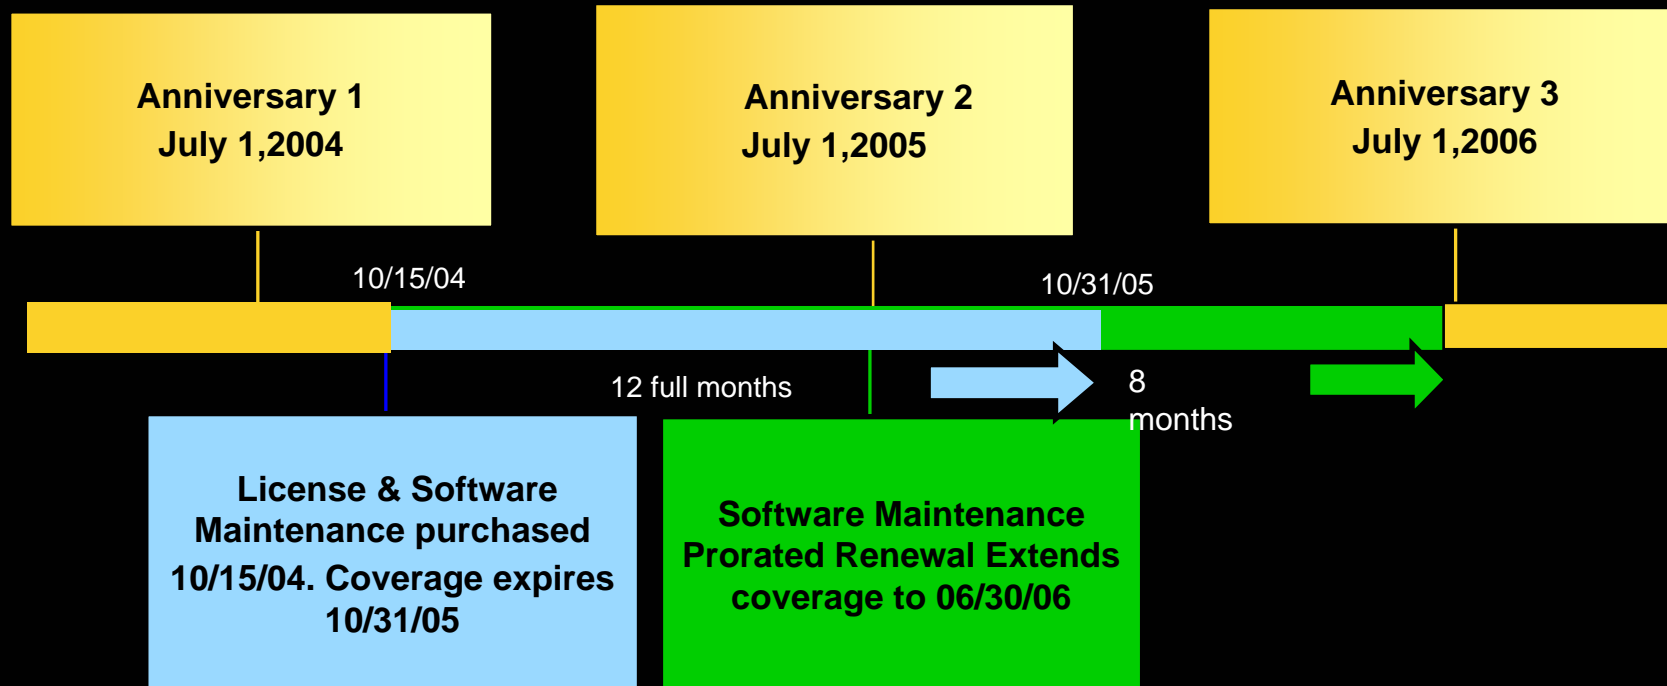 Anniversary 1
July 1,2004
Anniversary 2
July 1,2005
Anniversary 3
July 1,2006
10/15/04
10/31/05
12 full months
8
months
License & Software
Maintenance purchased
10/15/04. Coverage expires
10/31/05
Software Maintenance
Prorated Renewal Extends
coverage to 06/30/06